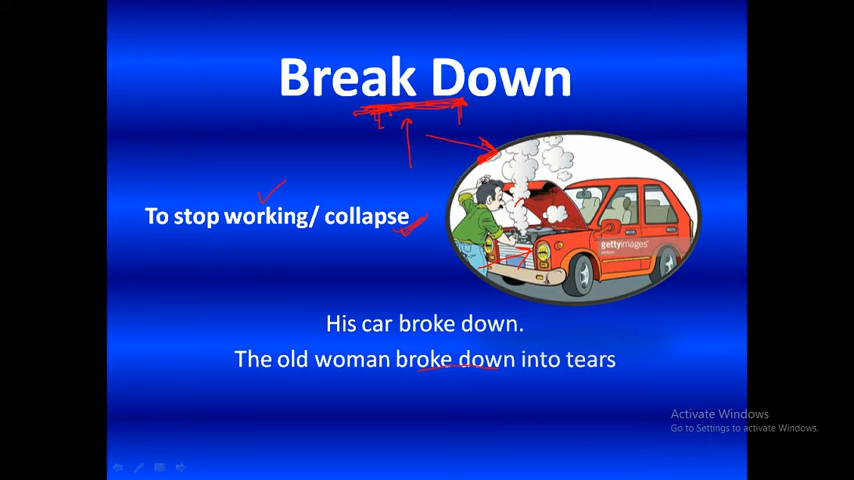 Break Down
To stop working/ collapse
gettyimages
His car broke down.
The old woman broke down into tears
Activate Windows
Go to Settings to activate Windows.